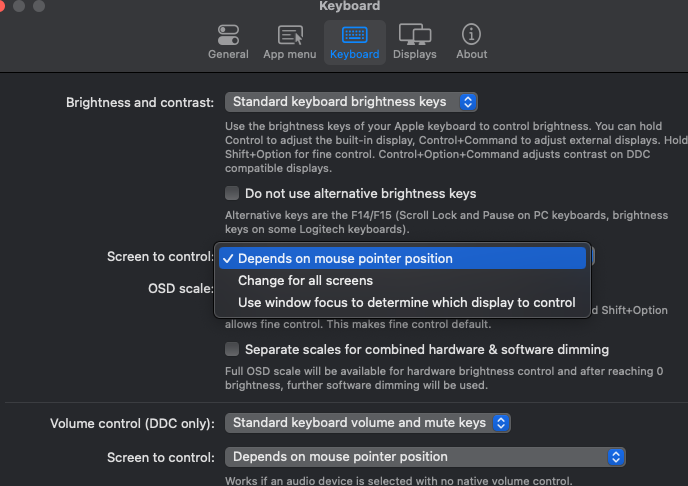 Keyboard
General
App menu
Keyboard
Displays
About
Brightness and contrast:
Standard keyboard brightness keys
Use the brightness keys of your Apple keyboard to control brightness. You can hold
Control to adjust the built-in display, Control+Command to adjust external displays. Hold
Shift+Option for fine control. Control+Option+Command adjusts contrast on DDC
compatible displays.
Do not use alternative brightness keys
Alternative keys are the F14/F15 (Scroll Lock and Pause on PC keyboards, brightness
keys on some Logitech keyboards).
Screen to control:
✓ Depends on mouse pointer position
Change for all screens
OSD scale:
Use window focus to determine which display to control
d Shift+Option
allows fine control. This makes fine control default.
Separate scales for combined hardware & software dimming
Full OSD scale will be available for hardware brightness control and after reaching 0
brightness, further software dimming will be used.
Volume control (DDC only):
Standard keyboard volume and mute keys
Screen to control:
Depends on mouse pointer position
Works if an audio device is selected with no native volume control.